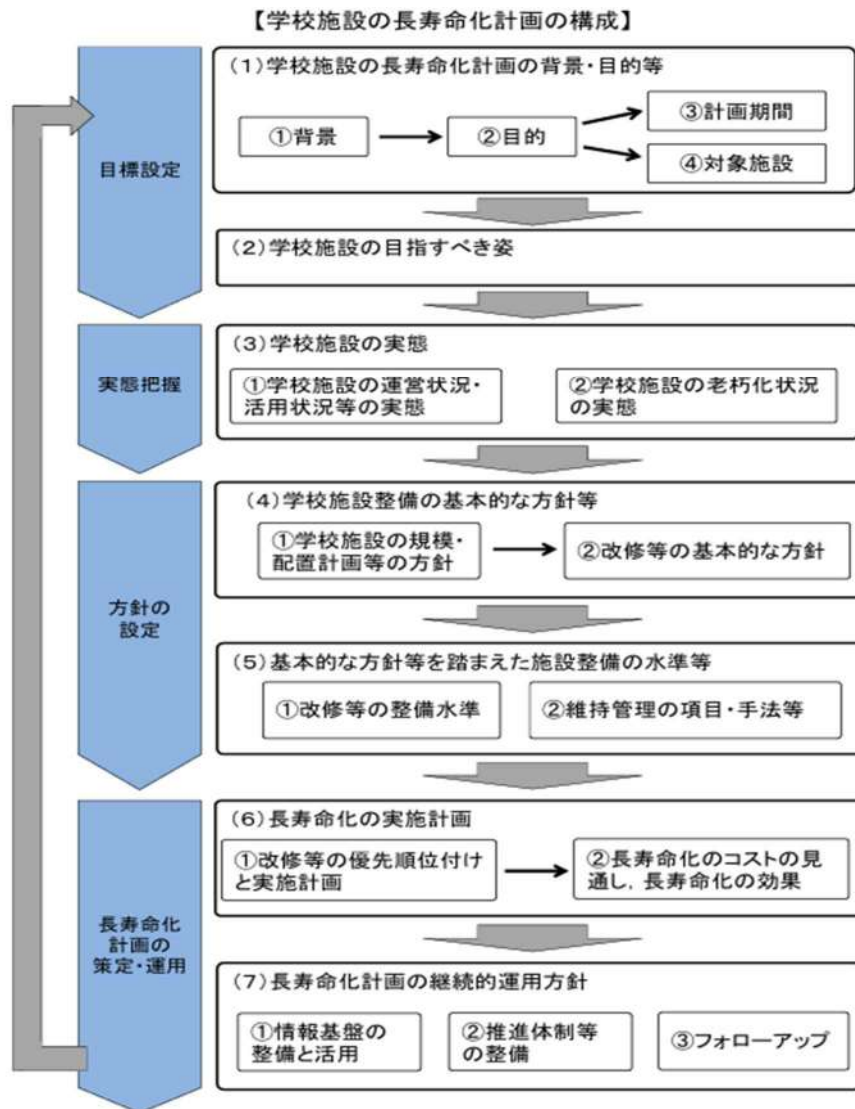 【学校施設の長寿命化計画の構成】
目標設定
(1)学校施設の長寿命化計画の背景・目的等
①背景
②目的
③計画期間
④対象施設
(2)学校施設の目指すべき姿
実態把握
(3)学校施設の実態
①学校施設の運営状況・
活用状況等の実態
②学校施設の老朽化状況
の実態
方針の
設定
(4)学校施設整備の基本的な方針等
①学校施設の規模・
配置計画等の方針
②改修等の基本的な方針
(5)基本的な方針等を踏まえた施設整備の水準等
①改修等の整備水準
②維持管理の項目・手法等
長寿命化
計画の
策定・運用
(6)長寿命化の実施計画
①改修等の優先順位付け
と実施計画
②長寿命化のコストの見
通し，長寿命化の効果
(7)長寿命化計画の継続的運用方針
①情報基盤の
整備と活用
②推進体制等
の整備
③フォローアップ